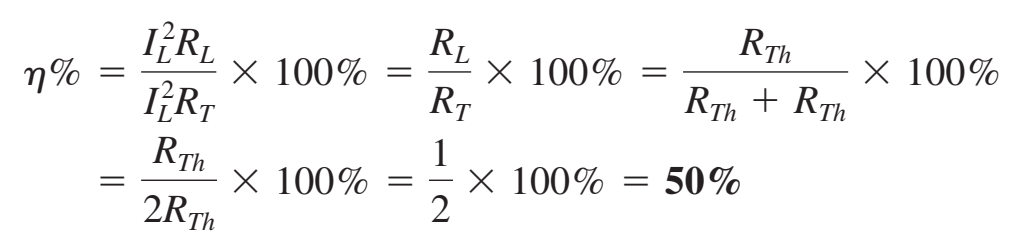 η% = I_L^2 R_L / I_L^2 R_T × 100% = R_L / R_T × 100% = R_Th / (R_Th + R_Th) × 100%
= R_Th / 2R_Th × 100% = 1/2 × 100% = 50%